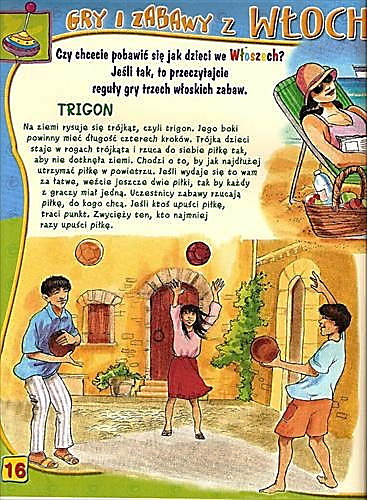 GRY I ZABAWY Z WŁOCH
Czy chcecie pobawić się jak dzieci we Włoszech?
Jeśli tak, to przeczytajcie
reguły gry trzech włoskich zabaw.
TRIGON
Na ziemi rysuje się trójkąt, czyli trigon. Jego boki
powinny mieć długość czterech kroków. Trójka dzieci
staje w rogach trójkąta i rzuca do siebie piłkę tak,
aby nie dotknęła ziemi. Chodzi o to, by jak najdłużej
utrzymać piłkę w powietrzu. Jeśli wydaje się to wam
za łatwe, weźcie jeszcze dwie piłki, tak by każdy
z graczy miał jedną. Uczestnicy zabawy rzucają
piłkę, do kogo chcą. Jeśli ktoś upuści piłkę,
traci punkt. Zwycięży ten, kto najmniej
razy upuści piłkę.
16